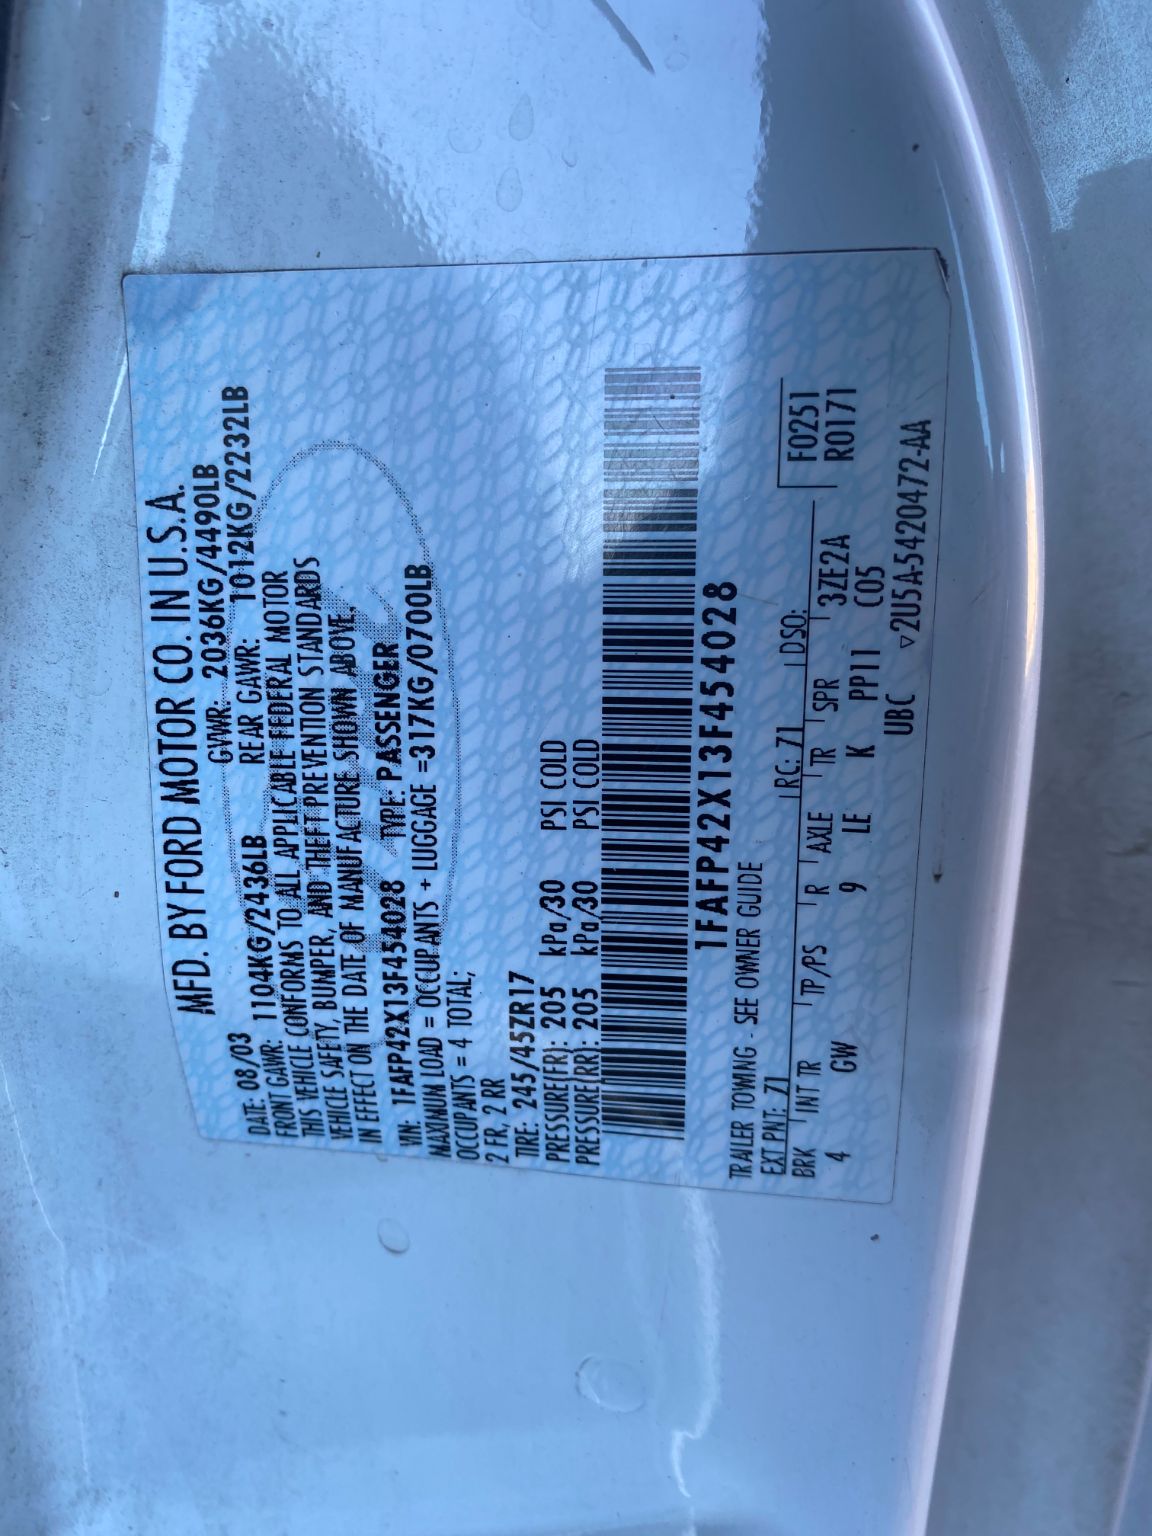 MFD. BY FORD MOTOR CO. IN U.S.A.
DATE: 08/03 GVWR: 2036KG/4490LB
FRONT GAWR: 1104KG/2436LB REAR GAWR: 1012KG/2232LB
THIS VEHICLE CONFORMS TO ALL APPLICABLE FEDERAL MOTOR
VEHICLE SAFETY, BUMPER, AND THEFT PREVENTION STANDARDS
IN EFFECT ON THE DATE OF MANUFACTURE SHOWN ABOVE.
VIN: 1FAFP42X13F454028 TYPE: PASSENGER
MAXIMUM LOAD = OCCUPANTS + LUGGAGE =317KG/0700LB
OCCUPANTS = 4 TOTAL;
2 FR, 2 RR
TIRE: 245/45ZR17
PRESSURE(FR): 205 kPa/30 PSI COLD
PRESSURE(RR): 205 kPa/30 PSI COLD
1FAFP42X13F454028
TRAILER TOWING - SEE OWNER GUIDE
F0251
R0171
EXT PNT: Z1 RC: 71 DSO:
BRK INT TR TP/PS R AXLE TR SPR 3ZE2A
4 GW 9 LE K PP11 C05
UBC ▽2U5A-5420472-AA